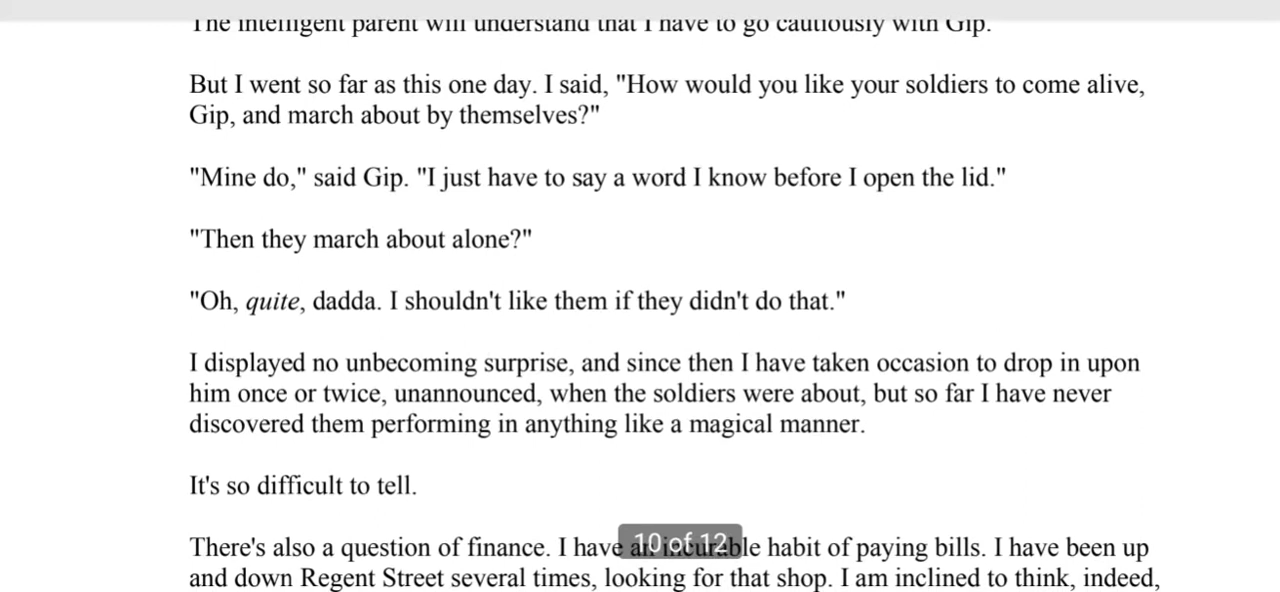 The intelligent parent will understand that I have to go cautiously with Gip.
But I went so far as this one day. I said, "How would you like your soldiers to come alive,
Gip, and march about by themselves?"
"Mine do," said Gip. "I just have to say a word I know before I open the lid."
"Then they march about alone?"
"Oh, quite, dadda. I shouldn't like them if they didn't do that."
I displayed no unbecoming surprise, and since then I have taken occasion to drop in upon
him once or twice, unannounced, when the soldiers were about, but so far I have never
discovered them performing in anything like a magical manner.
It's so difficult to tell.
There's also a question of finance. I have an incurable habit of paying bills. I have been up
10 of 12
and down Regent Street several times, looking for that shop. I am inclined to think, indeed,